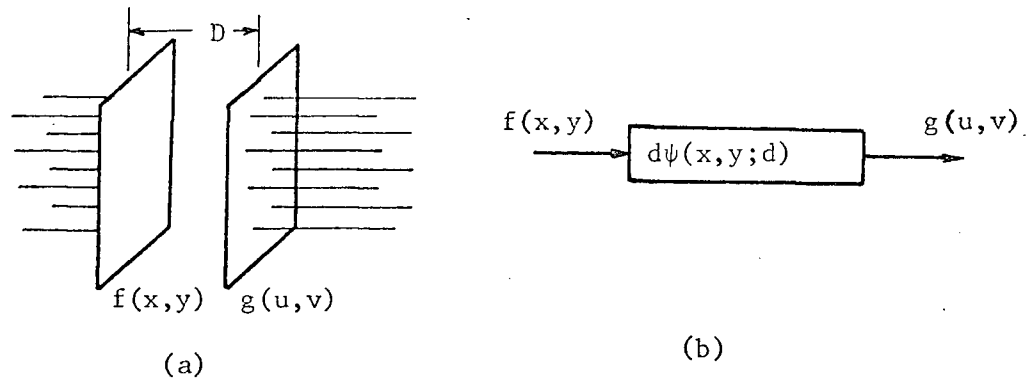 D
f(x,y)
g(u,v)
(a)
f(x,y)
dψ(x,y;d)
g(u,v)
(b)